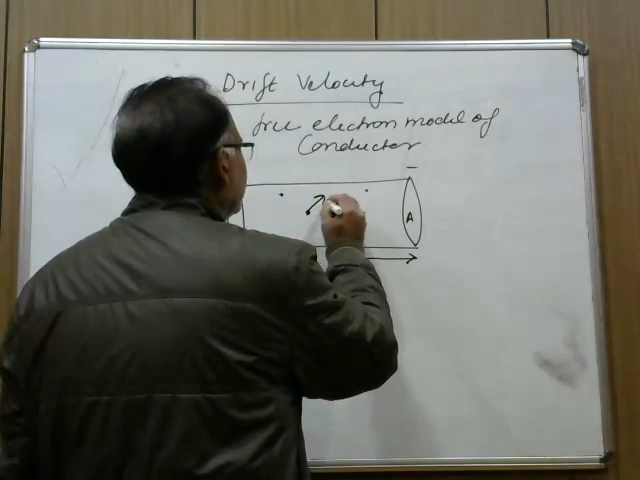 Drift Velocity
free electron model of
Conductor
A